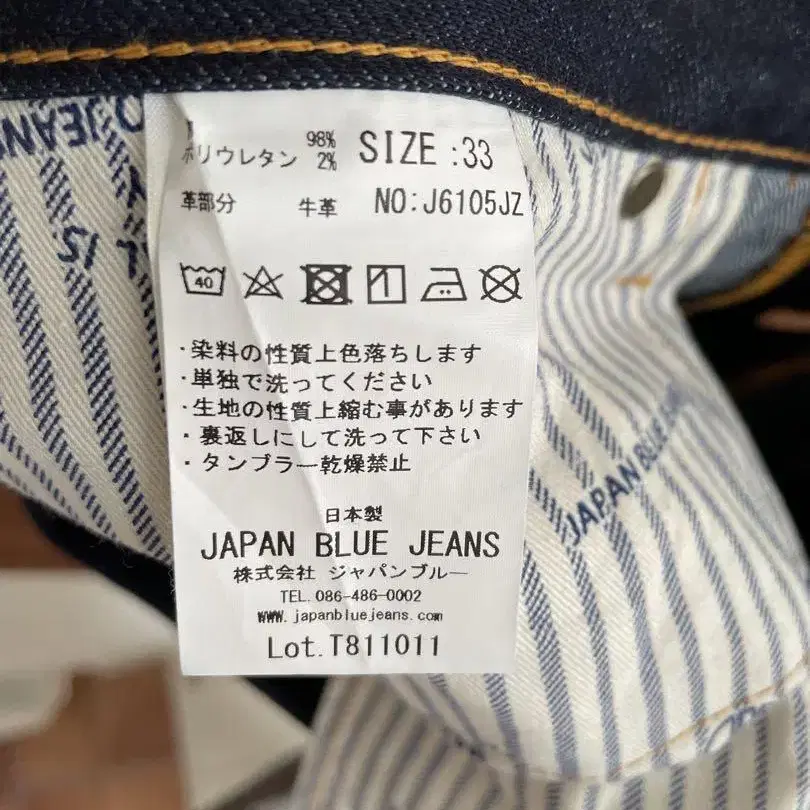 98%
ポリウレタン 2% SIZE :33
革部分 牛革 NO:J6105JZ
40
・染料の性質上色落ちします
・単独で洗ってください
・生地の性質上縮む事があります
・裏返しにして洗って下さい
・タンブラー乾燥禁止
日本製
JAPAN BLUE JEANS
株式会社 ジャパンブルー
TEL. 086-486-0002
www.japanbluejeans.com
Lot.T811011
JAPAN BLUE JEANS
JEANS